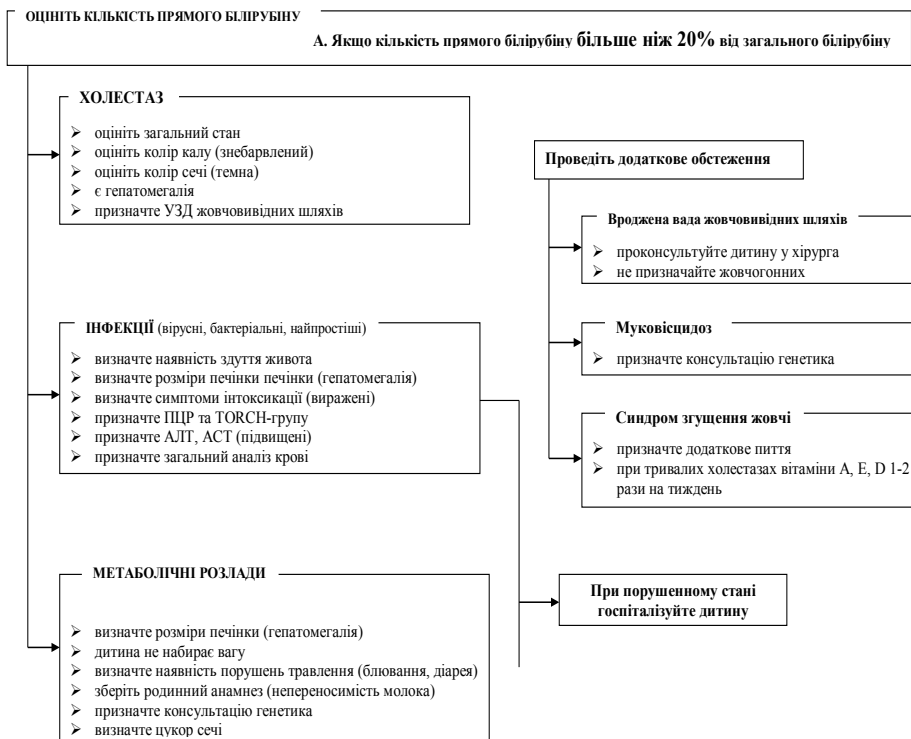 ОЦІНІТЬ КІЛЬКІСТЬ ПРЯМОГО БІЛІРУБІНУ
А. Якщо кількість прямого білірубіну більше ніж 20% від загального білірубіну
ХОЛЕСТАЗ
➢ оцініть загальний стан
➢ оцініть колір калу (знебарвлений)
➢ оцініть колір сечі (темна)
➢ є гепатомегалія
➢ призначте УЗД жовчовивідних шляхів
ІНФЕКЦІЇ (вірусні, бактеріальні, найпростіші)
➢ визначте наявність здуття живота
➢ визначте розміри печінки печінки (гепатомегалія)
➢ визначте симптоми інтоксикації (виражені)
➢ призначте ПЦР та TORCH-групу
➢ призначте АЛТ, АСТ (підвищені)
➢ призначте загальний аналіз крові
МЕТАБОЛІЧНІ РОЗЛАДИ
➢ визначте розміри печінки (гепатомегалія)
➢ дитина не набирає вагу
➢ визначте наявність порушень травлення (блювання, діарея)
➢ зберіть родинний анамнез (непереносимість молока)
➢ призначте консультацію генетика
➢ визначте цукор сечі
Проведіть додаткове обстеження
Вроджена вада жовчовивідних шляхів
➢ проконсультуйте дитину у хірурга
➢ не призначайте жовчогонних
Муковісцидоз
➢ призначте консультацію генетика
Синдром згущення жовчі
➢ призначте додаткове пиття
➢ при тривалих холестазах вітаміни А, Е, D 1-2
рази на тиждень
При порушенному стані
госпіталізуйте дитину